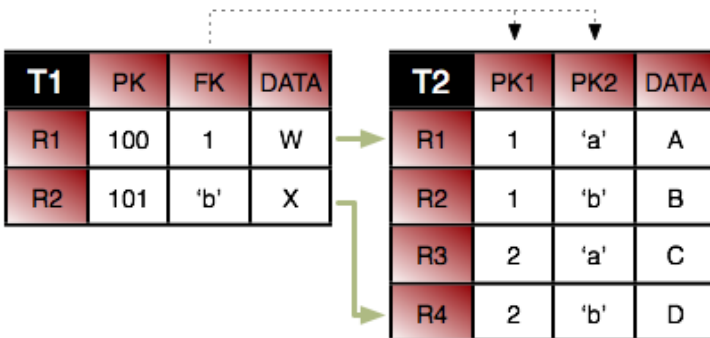 T1 PK FK DATA
R1 100 1 W
R2 101 ‘b’ X
T2 PK1 PK2 DATA
R1 1 ‘a’ A
R2 1 ‘b’ B
R3 2 ‘a’ C
R4 2 ‘b’ D